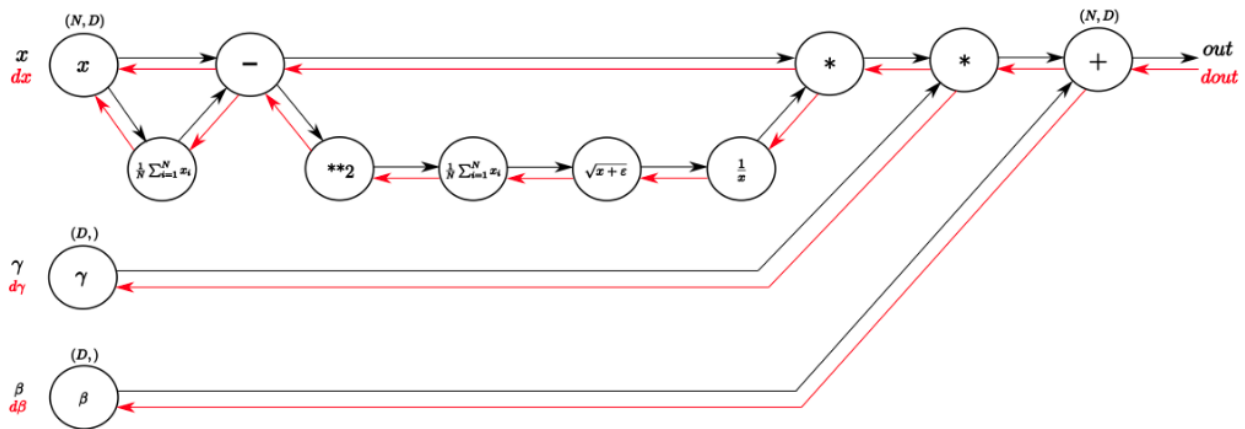 (N, D)
(N, D)
x
dx
x
−
*
*
+
out
dout
1/N ∑_{i=1}^{N} x_i
**2
1/N ∑_{i=1}^{N} x_i
√(x + ε)
1/x
(D,)
γ
dγ
γ
(D,)
β
dβ
β